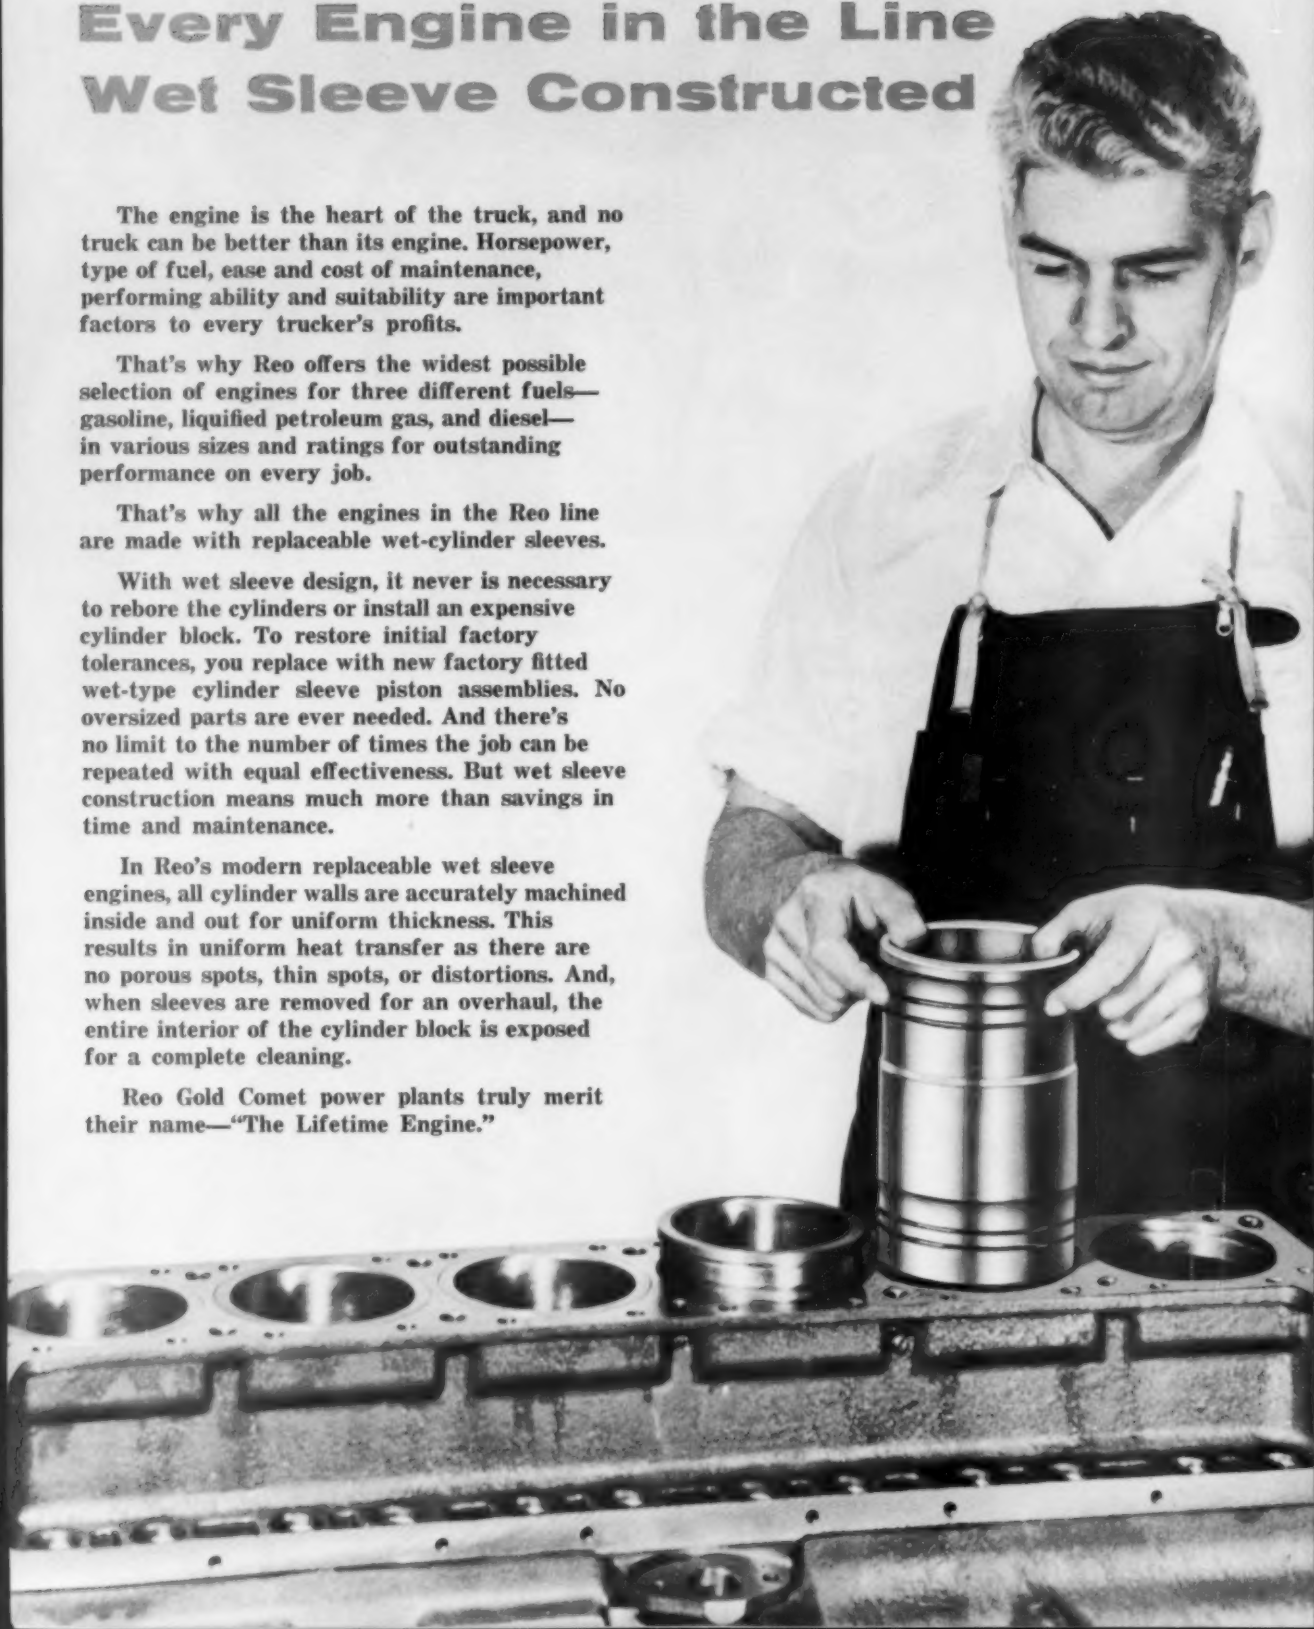 Every Engine in the Line
Wet Sleeve Constructed
The engine is the heart of the truck, and no
truck can be better than its engine. Horsepower,
type of fuel, ease and cost of maintenance,
performing ability and suitability are important
factors to every trucker's profits.
That's why Reo offers the widest possible
selection of engines for three different fuels—
gasoline, liquified petroleum gas, and diesel—
in various sizes and ratings for outstanding
performance on every job.
That's why all the engines in the Reo line
are made with replaceable wet-cylinder sleeves.
With wet sleeve design, it never is necessary
to rebore the cylinders or install an expensive
cylinder block. To restore initial factory
tolerances, you replace with new factory fitted
wet-type cylinder sleeve piston assemblies. No
oversized parts are ever needed. And there's
no limit to the number of times the job can be
repeated with equal effectiveness. But wet sleeve
construction means much more than savings in
time and maintenance.
In Reo's modern replaceable wet sleeve
engines, all cylinder walls are accurately machined
inside and out for uniform thickness. This
results in uniform heat transfer as there are
no porous spots, thin spots, or distortions. And,
when sleeves are removed for an overhaul, the
entire interior of the cylinder block is exposed
for a complete cleaning.
Reo Gold Comet power plants truly merit
their name—“The Lifetime Engine.”